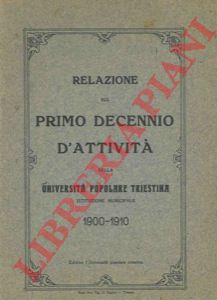 RELAZIONE
SUL
PRIMO DECENNIO
D'ATTIVITÀ
DELLA
UNIVERSITÀ POPOLARE TRIESTINA
ISTITUZIONE MUNICIPALE
1900-1910
LIBRERIA PIANI